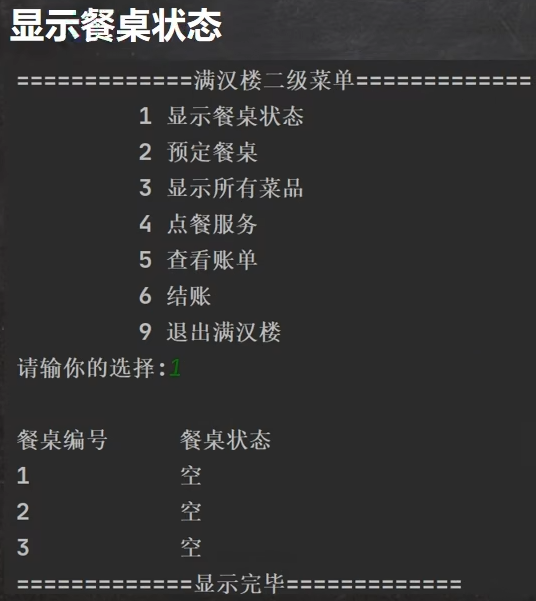 显示餐桌状态
=============满汉楼二级菜单=============
1 显示餐桌状态
2 预定餐桌
3 显示所有菜品
4 点餐服务
5 查看账单
6 结账
9 退出满汉楼
请输你的选择:1
餐桌编号 餐桌状态
1 空
2 空
3 空
=============显示完毕=============